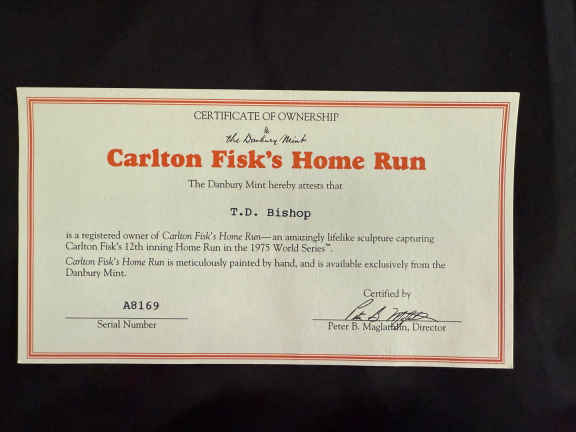 CERTIFICATE OF OWNERSHIP
the Danbury Mint
Carlton Fisk's Home Run
The Danbury Mint hereby attests that
T.D. Bishop
is a registered owner of Carlton Fisk's Home Run—an amazingly lifelike sculpture capturing
Carlton Fisk's 12th inning Home Run in the 1975 World Series™.
Carlton Fisk's Home Run is meticulously painted by hand, and is available exclusively from the
Danbury Mint.
Certified by
A8169
Serial Number
Peter B. Maglathlin, Director